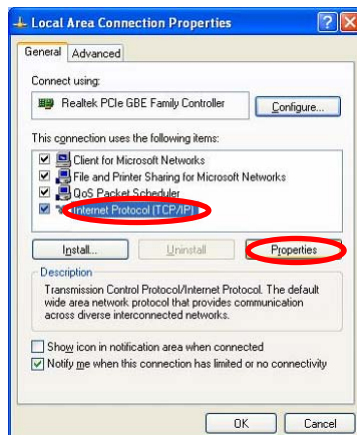 Local Area Connection Properties
General Advanced
Connect using:
Realtek PCIe GBE Family Controller Configure...
This connection uses the following items:
Client for Microsoft Networks
File and Printer Sharing for Microsoft Networks
QoS Packet Scheduler
Internet Protocol (TCP/IP)
Install... Uninstall Properties
Description
Transmission Control Protocol/Internet Protocol. The default
wide area network protocol that provides communication
across diverse interconnected networks.
Show icon in notification area when connected
Notify me when this connection has limited or no connectivity
OK Cancel